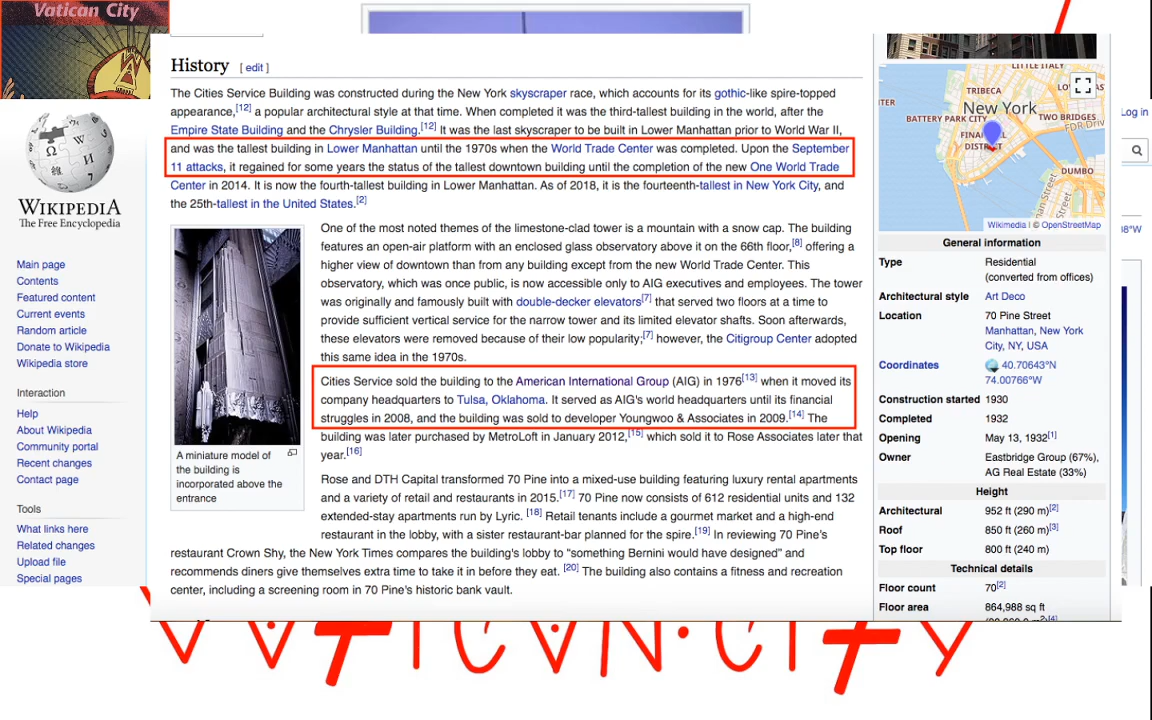 Vatican City
History [ edit ]
The Cities Service Building was constructed during the New York skyscraper race, which accounts for its gothic-like spire-topped
appearance,[12] a popular architectural style at that time. When completed it was the third-tallest building in the world, after the
Empire State Building and the Chrysler Building.[12] It was the last skyscraper to be built in Lower Manhattan prior to World War II,
and was the tallest building in Lower Manhattan until the 1970s when the World Trade Center was completed. Upon the September
11 attacks, it regained for some years the status of the tallest downtown building until the completion of the new One World Trade
Center in 2014. It is now the fourth-tallest building in Lower Manhattan. As of 2018, it is the fourteenth-tallest in New York City, and
the 25th-tallest in the United States.[2]
One of the most noted themes of the limestone-clad tower is a mountain with a snow cap. The building
features an open-air platform with an enclosed glass observatory above it on the 66th floor,[8] offering a
higher view of downtown than from any building except from the new World Trade Center. This
observatory, which was once public, is now accessible only to AIG executives and employees. The tower
was originally and famously built with double-decker elevators[7] that served two floors at a time to
provide sufficient vertical service for the narrow tower and its limited elevator shafts. Soon afterwards,
these elevators were removed because of their low popularity;[7] however, the Citigroup Center adopted
this same idea in the 1970s.
Cities Service sold the building to the American International Group (AIG) in 1976[13] when it moved its
company headquarters to Tulsa, Oklahoma. It served as AIG's world headquarters until its financial
struggles in 2008, and the building was sold to developer Youngwoo & Associates in 2009.[14] The
building was later purchased by MetroLoft in January 2012,[15] which sold it to Rose Associates later that
year.[16]
Rose and DTH Capital transformed 70 Pine into a mixed-use building featuring luxury rental apartments
and a variety of retail and restaurants in 2015.[17] 70 Pine now consists of 612 residential units and 132
extended-stay apartments run by Lyric. [18] Retail tenants include a gourmet market and a high-end
restaurant in the lobby, with a sister restaurant-bar planned for the spire.[19] In reviewing 70 Pine's
restaurant Crown Shy, the New York Times compares the building's lobby to "something Bernini would have designed" and
recommends diners give themselves extra time to take it in before they eat. [20] The building also contains a fitness and recreation
center, including a screening room in 70 Pine's historic bank vault.
A miniature model of
the building is
incorporated above the
entrance
WIKIPEDIA
The Free Encyclopedia
Main page
Contents
Featured content
Current events
Random article
Donate to Wikipedia
Wikipedia store
Interaction
Help
About Wikipedia
Community portal
Recent changes
Contact page
Tools
What links here
Related changes
Upload file
Special pages
LITTLE ITALY
TRIBECA
New York
BATTERY PARK CITY
TWO BRIDGES
FDR Driv
DISTRICT
DUMBO
Wikimedia | © OpenStreetMap
General information
Type Residential
(converted from offices)
Architectural style Art Deco
Location 70 Pine Street
Manhattan, New York
City, NY, USA
Coordinates 40.70643°N
74.00766°W
Construction started 1930
Completed 1932
Opening May 13, 1932[1]
Owner Eastbridge Group (67%),
AG Real Estate (33%)
Height
Architectural 952 ft (290 m)[2]
Roof 850 ft (260 m)[3]
Top floor 800 ft (240 m)
Technical details
Floor count 70[2]
Floor area 864,988 sq ft
Log in
VATICAN·CITY